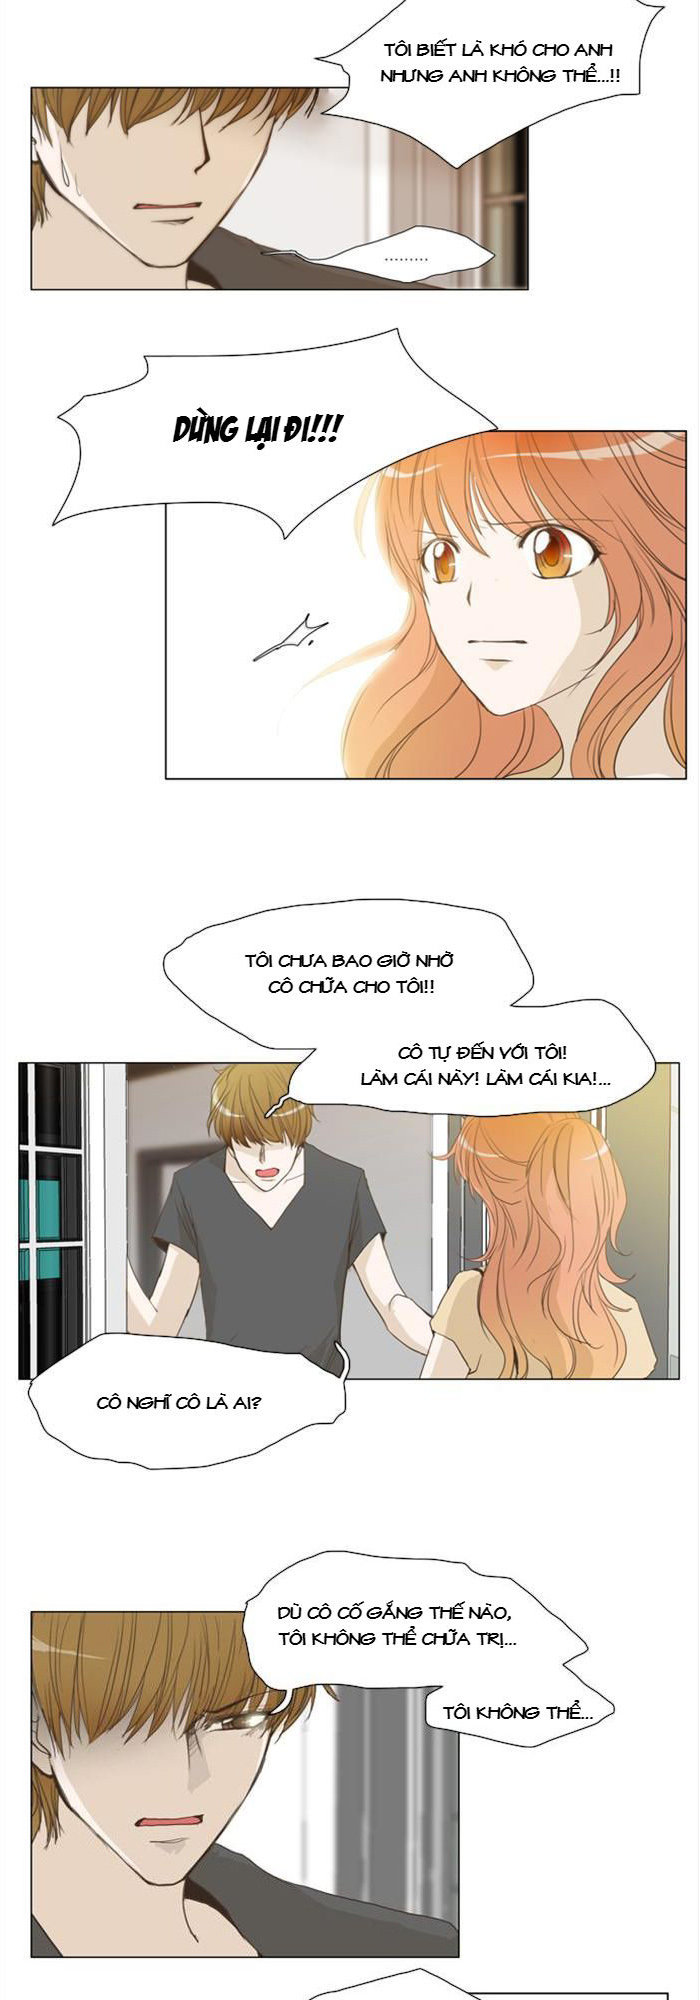 TÔI BIẾT LÀ KHÓ CHO ANH
NHƯNG ANH KHÔNG THỂ...!!
.........
DỪNG LẠI ĐI!!!
TÔI CHƯA BAO GIỜ NHỜ
CÔ CHỮA CHO TÔI!!
CÔ TỰ ĐẾN VỚI TÔI!
LÀM CÁI NÀY! LÀM CÁI KIA!...
CÔ NGHĨ CÔ LÀ AI?
DÙ CÔ CỐ GẮNG THẾ NÀO,
TÔI KHÔNG THỂ CHỮA TRỊ...
TÔI KHÔNG THỂ...